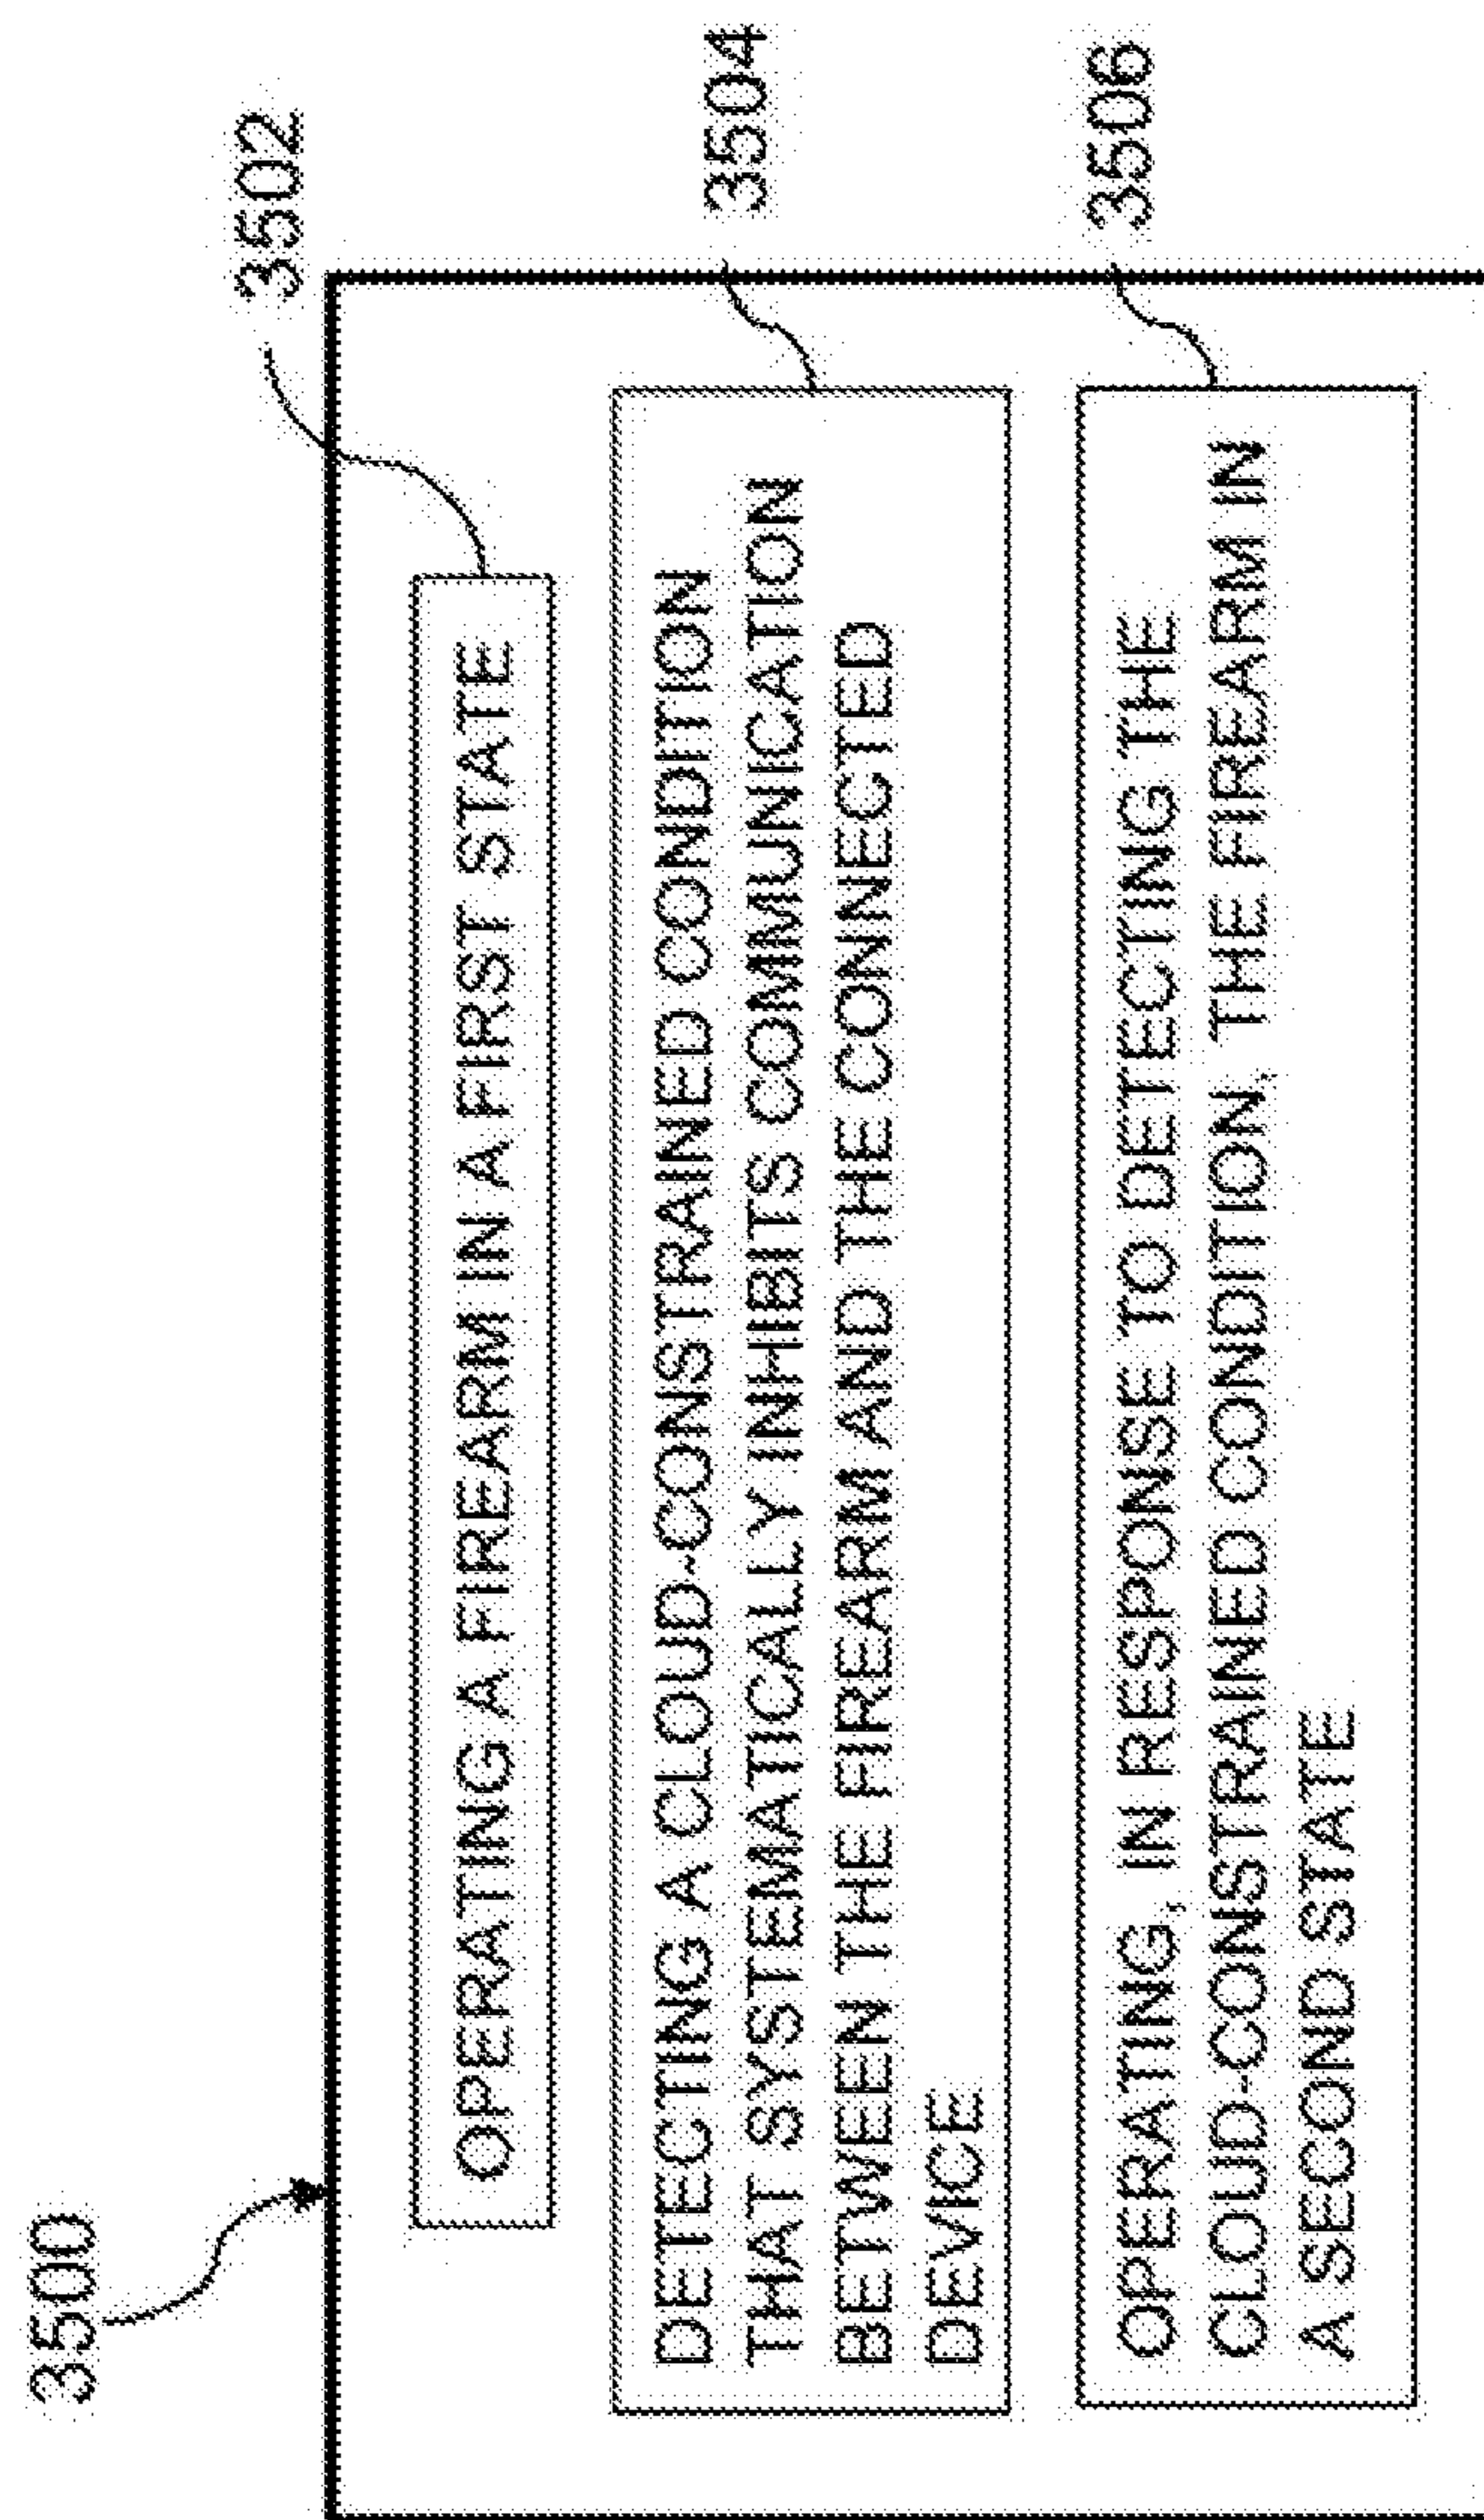 3500
3502
OPERATING A FIREARM IN A FIRST STATE
3504
DETECTING A CLOUD-CONSTRAINED CONDITION
THAT SYSTEMATICALLY INHIBITS COMMUNICATION
BETWEEN THE FIREARM AND THE CONNECTED
DEVICE
3506
OPERATING, IN RESPONSE TO DETECTING THE
CLOUD-CONSTRAINED CONDITION, THE FIREARM IN
A SECOND STATE